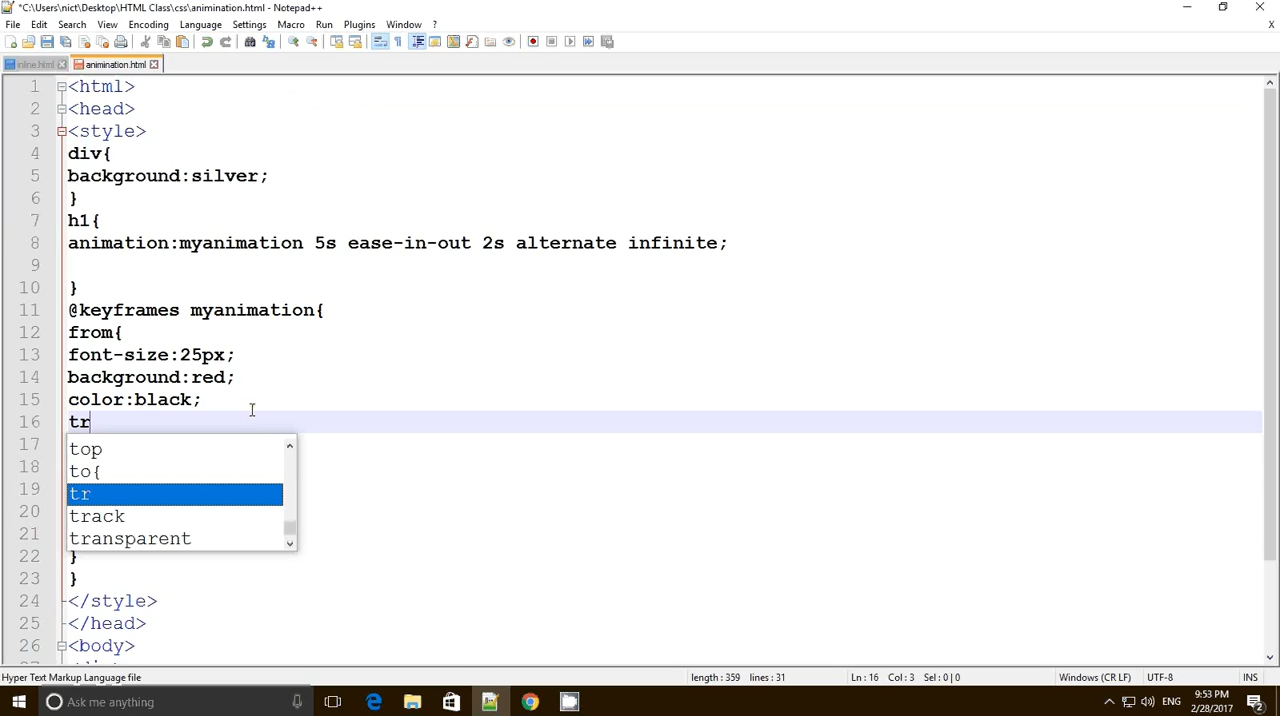 *C:\Users\nict\Desktop\HTML Class\css\animination.html - Notepad++
File Edit Search View Encoding Language Settings Macro Run Plugins Window ?
X
inline.html animination.html
1 <html>
2 <head>
3 <style>
4 div{
5 background:silver;
6 }
7 h1{
8 animation:myanimation 5s ease-in-out 2s alternate infinite;
9
10 }
11 @keyframes myanimation{
12 from{
13 font-size:25px;
14 background:red;
15 color:black;
16 tr
17 top
18 to{
19 tr
20 track
21 transparent
22 }
23 }
24 </style>
25 </head>
26 <body>
Hyper Text Markup Language file length : 359 lines : 31 Ln : 16 Col : 3 Sel : 0 | 0 Windows (CR LF) UTF-8 INS
Ask me anything ENG 9:53 PM
2/28/2017 2